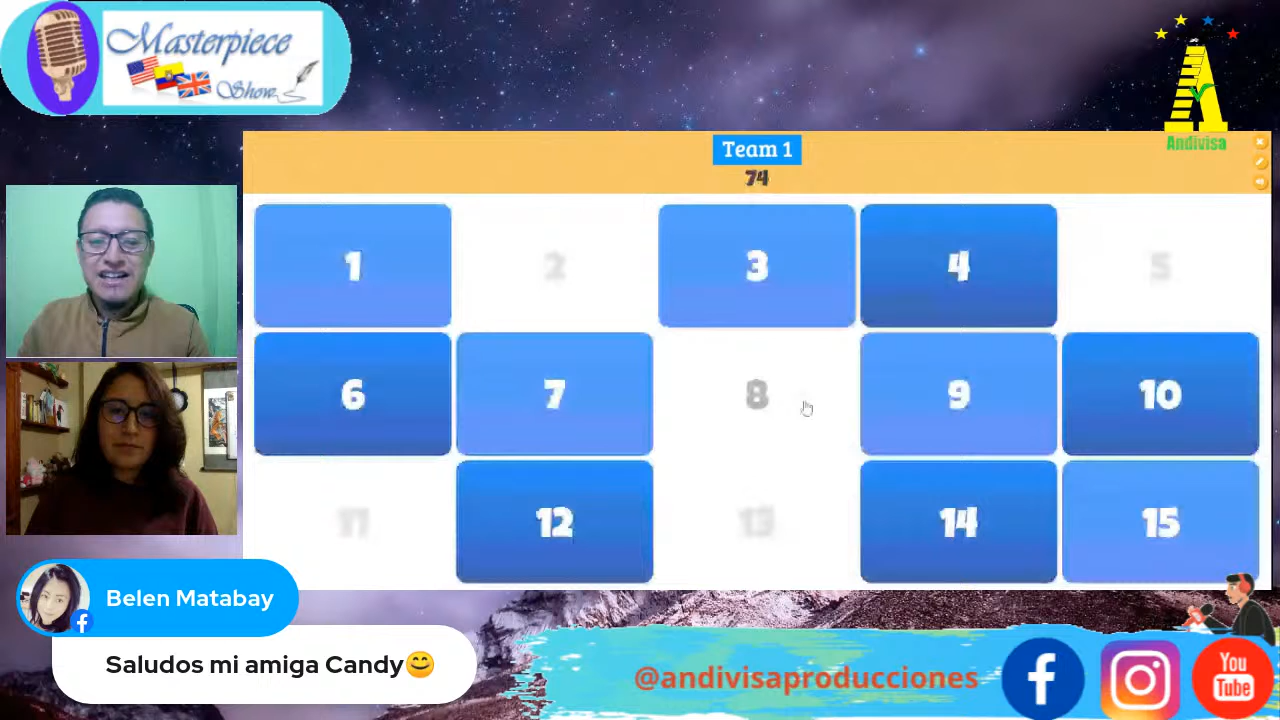 Masterpiece
Show
Andivisa
Team 1
74
1
2
3
4
5
6
7
8
9
10
11
12
13
14
15
Belen Matabay
Saludos mi amiga Candy😊
@andivisaproducciones
You
Tube